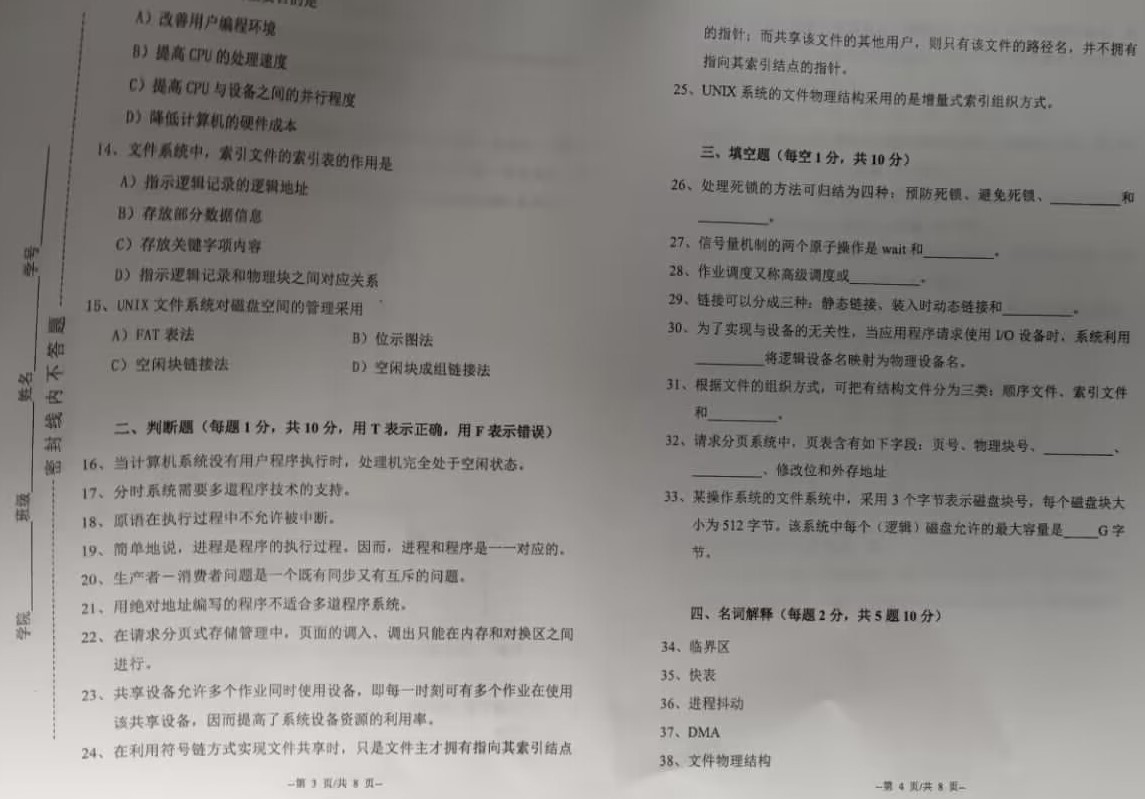 的是
A）改善用户编程环境
B）提高 CPU 的处理速度
C）提高 CPU 与设备之间的并行程度
D）降低计算机的硬件成本
14、文件系统中，索引文件的索引表的作用是
A）指示逻辑记录的逻辑地址
B）存放部分数据信息
C）存放关键字项内容
D）指示逻辑记录和物理块之间对应关系
15、UNIX 文件系统对磁盘空间的管理采用
A）FAT 表法 B）位示图法
C）空闲块链接法 D）空闲块成组链接法
二、判断题（每题 1 分，共 10 分，用 T 表示正确，用 F 表示错误）
16、当计算机系统没有用户程序执行时，处理机完全处于空闲状态。
17、分时系统需要多道程序技术的支持。
18、原语在执行过程中不允许被中断。
19、简单地说，进程是程序的执行过程。因而，进程和程序是一一对应的。
20、生产者－消费者问题是一个既有同步又有互斥的问题。
21、用绝对地址编写的程序不适合多道程序系统。
22、在请求分页式存储管理中，页面的调入、调出只能在内存和对换区之间
进行。
23、共享设备允许多个作业同时使用设备，即每一时刻可有多个作业在使用
该共享设备，因而提高了系统设备资源的利用率。
24、在利用符号链方式实现文件共享时，只是文件主才拥有指向其索引结点
--第 3 页/共 8 页--
学院________班级________姓名________学号________
密封线内不答题
的指针；而共享该文件的其他用户，则只有该文件的路径名，并不拥有
指向其索引结点的指针。
25、UNIX 系统的文件物理结构采用的是增量式索引组织方式。
三、填空题（每空 1 分，共 10 分）
26、处理死锁的方法可归结为四种：预防死锁、避免死锁、________和
________。
27、信号量机制的两个原子操作是 wait 和________。
28、作业调度又称高级调度或________。
29、链接可以分成三种：静态链接、装入时动态链接和________。
30、为了实现与设备的无关性，当应用程序请求使用 I/O 设备时，系统利用
________将逻辑设备名映射为物理设备名。
31、根据文件的组织方式，可把有结构文件分为三类：顺序文件、索引文件
和________。
32、请求分页系统中，页表含有如下字段：页号、物理块号、________、
________、修改位和外存地址
33、某操作系统的文件系统中，采用 3 个字节表示磁盘块号，每个磁盘块大
小为 512 字节。该系统中每个（逻辑）磁盘允许的最大容量是____G 字
节。
四、名词解释（每题 2 分，共 5 题 10 分）
34、临界区
35、快表
36、进程抖动
37、DMA
38、文件物理结构
--第 4 页/共 8 页--